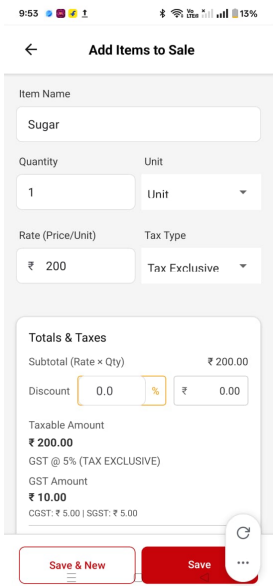 9:53 13%
Add Items to Sale
Item Name
Sugar
Quantity Unit
1 Unit
Rate (Price/Unit) Tax Type
₹ 200 Tax Exclusive
Totals & Taxes
Subtotal (Rate × Qty) ₹ 200.00
Discount 0.0 % ₹ 0.00
Taxable Amount
₹ 200.00
GST @ 5% (TAX EXCLUSIVE)
GST Amount
₹ 10.00
CGST: ₹ 5.00 | SGST: ₹ 5.00
Save & New Save